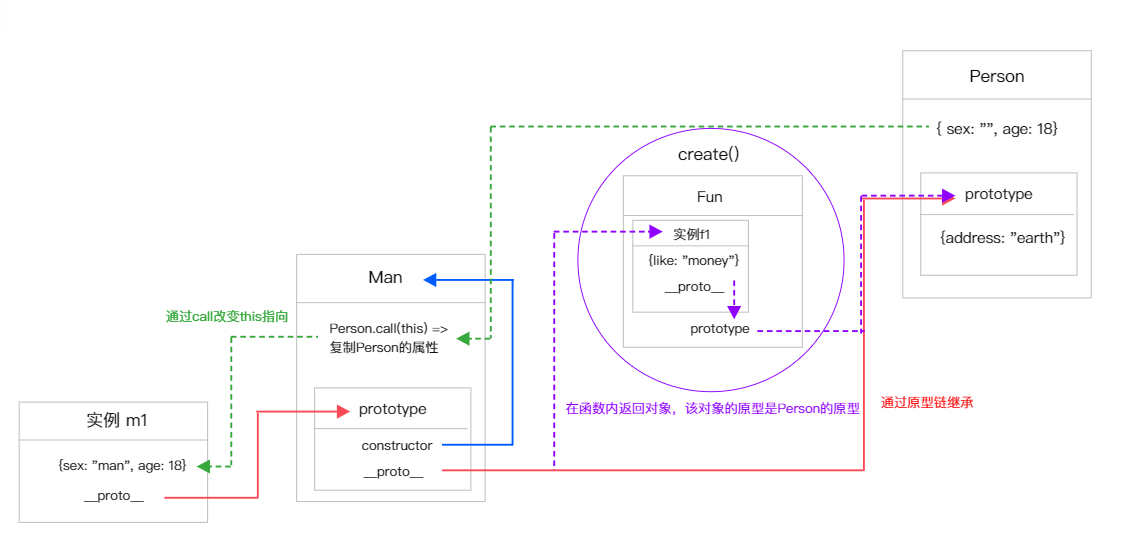 Person
{ sex: ””, age: 18}
prototype
{address: ”earth”}
create()
Fun
实例f1
{like: ”money”}
__proto__
prototype
在函数内返回对象，该对象的原型是Person的原型
通过原型链继承
Man
Person.call(this) =>
复制Person的属性
prototype
constructor
__proto__
通过call改变this指向
实例 m1
{sex: ”man”, age: 18}
__proto__